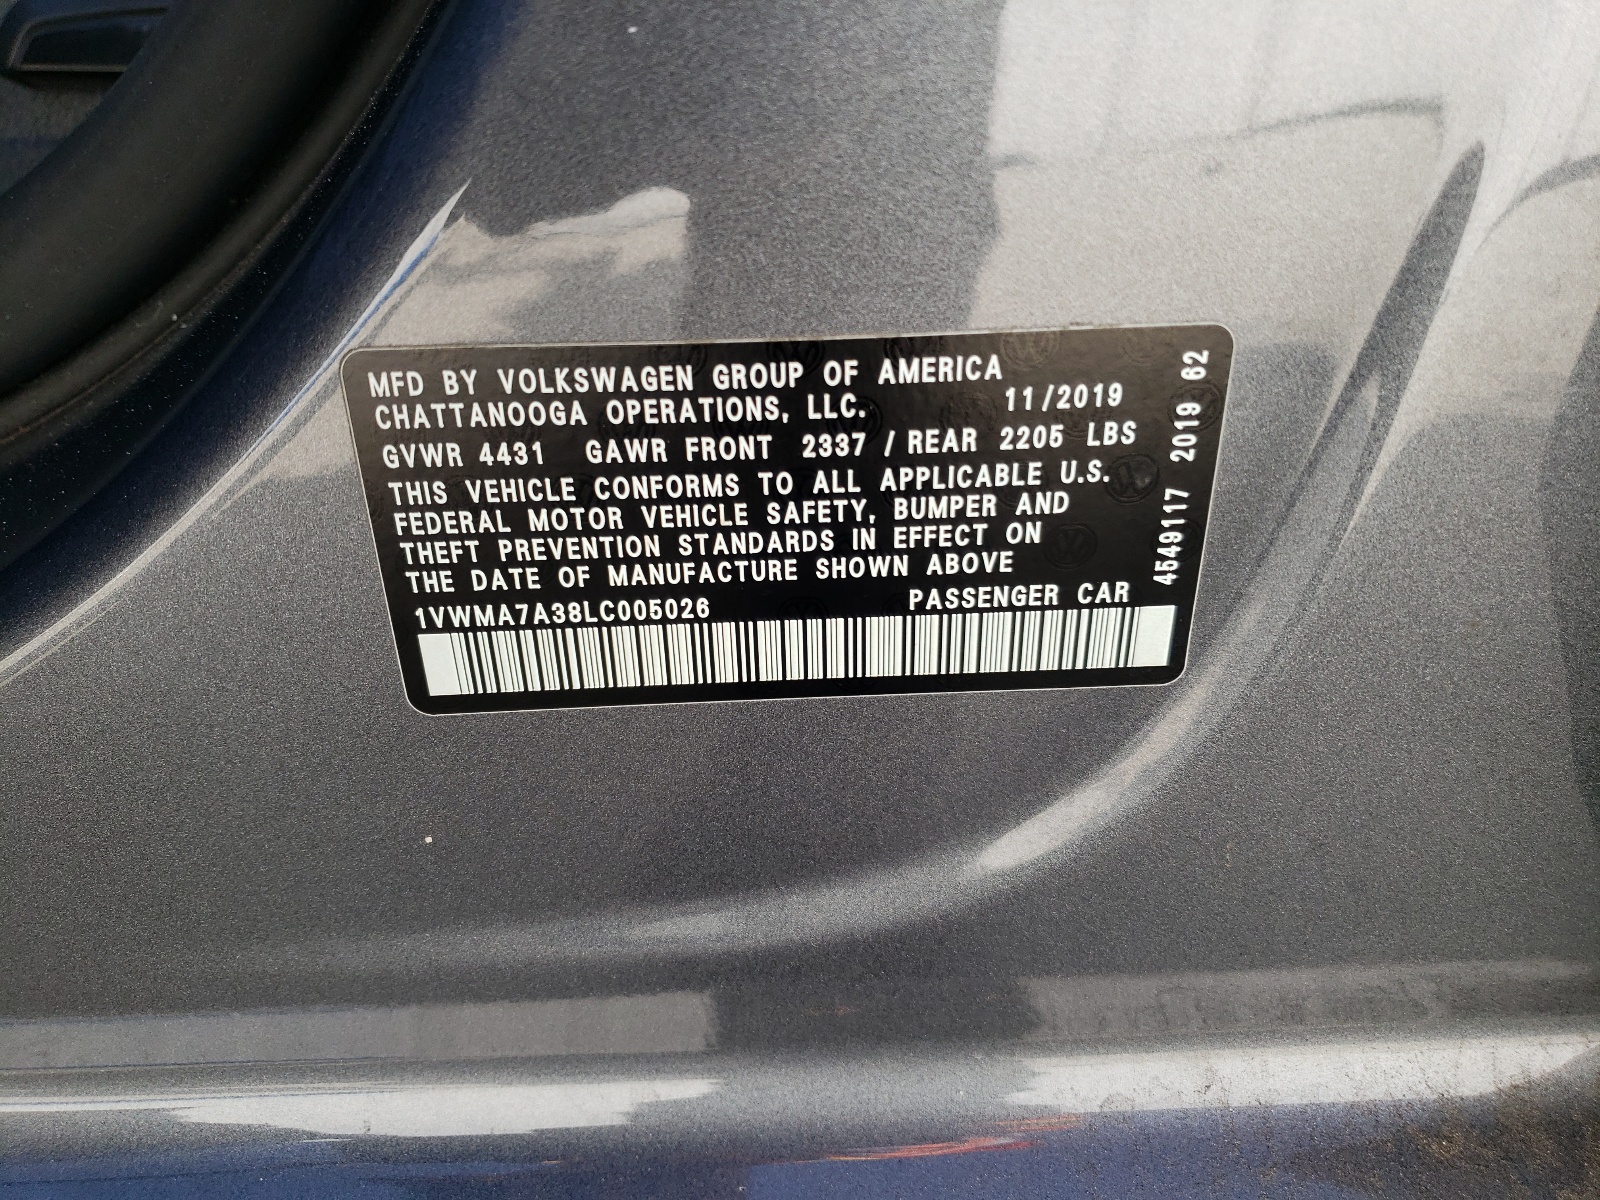 MFD BY VOLKSWAGEN GROUP OF AMERICA
CHATTANOOGA OPERATIONS, LLC. 11/2019
GVWR 4431 GAWR FRONT 2337 / REAR 2205 LBS
THIS VEHICLE CONFORMS TO ALL APPLICABLE U.S.
FEDERAL MOTOR VEHICLE SAFETY, BUMPER AND
THEFT PREVENTION STANDARDS IN EFFECT ON
THE DATE OF MANUFACTURE SHOWN ABOVE
1VWMA7A38LC005026 PASSENGER CAR
4549117 2019 62